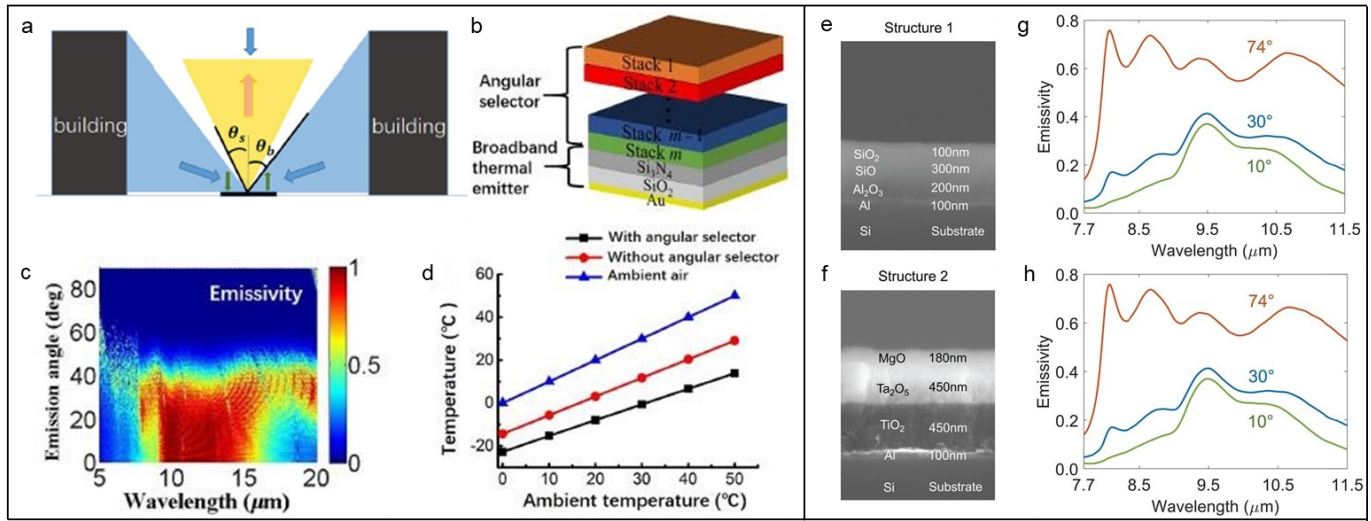 a
building
building
θs
θb
b
Angular
selector
Broadband
thermal
emitter
Stack 1
Stack 2
Stack m - 1
Stack m
Si₃N₄
SiO₂
Au
c
Emissivity
Emission angle (deg)
80
60
40
20
0
5
10
15
20
Wavelength (μm)
1
0.5
0
d
With angular selector
Without angular selector
Ambient air
Temperature (℃)
60
40
20
0
-20
0
10
20
30
40
50
Ambient temperature (℃)
e
Structure 1
SiO₂ 100nm
SiO 300nm
Al₂O₃ 200nm
Al 100nm
Si Substrate
f
Structure 2
MgO 180nm
Ta₂O₅ 450nm
TiO₂ 450nm
Al 100nm
Si Substrate
g
Emissivity
0.8
0.6
0.4
0.2
0.0
74°
30°
10°
7.7
8.5
9.5
10.5
11.5
Wavelength (μm)
h
Emissivity
0.8
0.6
0.4
0.2
0.0
74°
30°
10°
7.7
8.5
9.5
10.5
11.5
Wavelength (μm)